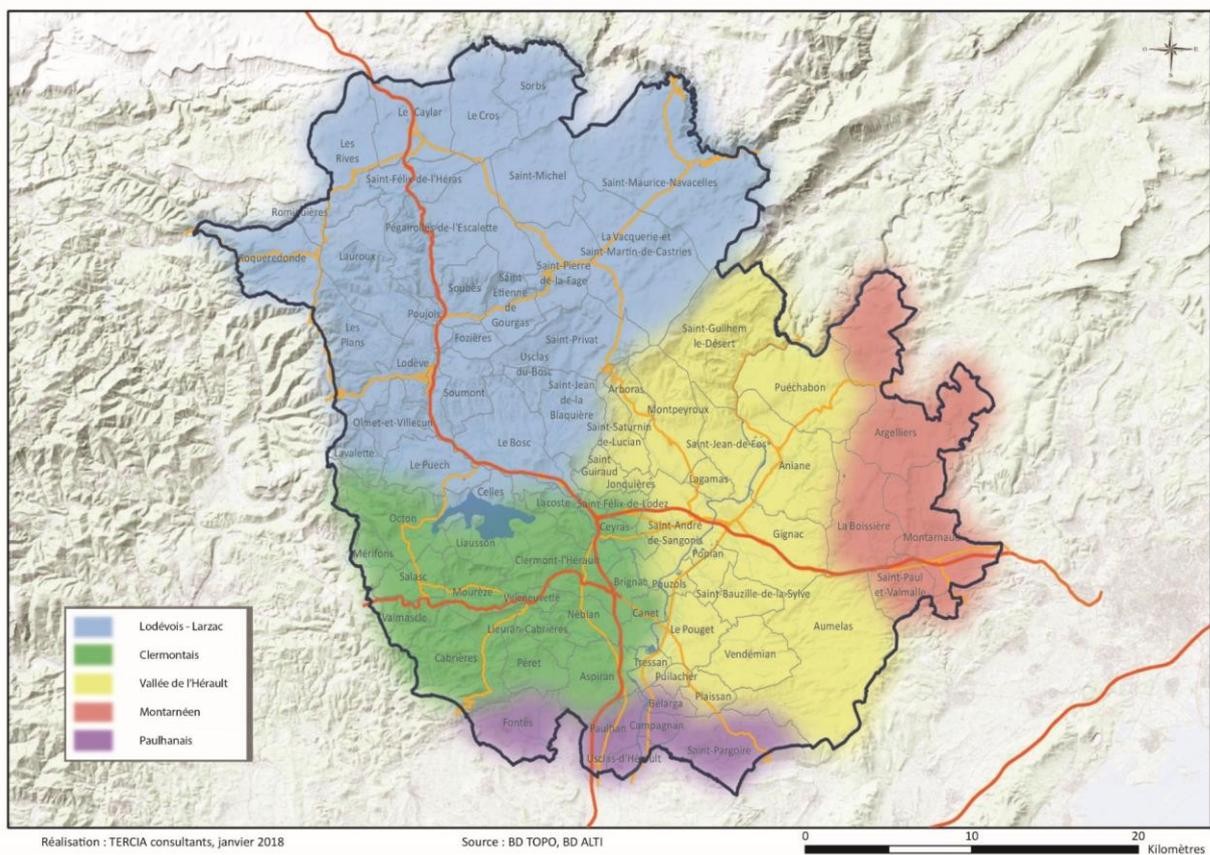 O
E
Sorbs
Le Caylar
Le Cros
Les
Rives
Saint-Félix-de-l'Héras
Saint-Michel
Saint-Maurice-Navacelles
Romiguières
Pégairolles-de-l'Escalette
La Vacquerie-et
Saint-Martin-de-Castries
Roqueredonde
Lauroux
Saint-Pierre
de-la-Fage
Soubès
Saint
Etienne
de
Gourgas
Poujols
Les
Plans
Fozières
Saint-Privat
Saint-Guilhem
le-Désert
Lodève
Usclas
du-Bosc
Soumont
Saint-Jean
de-la
Blaquière
Arboras
Puéchabon
Montpeyroux
Olmet-et-Villecun
Saint-Saturnin
de-Lucian
Argelliers
Le Bosc
Saint-Jean-de-Fos
Lavalette
Le Puech
Saint
Guiraud
Jonquières
Lagamas
Aniane
Celles
Lacoste
Saint-Félix-de-Lodez
Octon
Ceyras
Saint-André
de-Sangonis
Gignac
La Boissière
Montarnaud
Liausson
Mérifons
Clermont-l'Hérault
Popian
Salasc
Brignac
Pouzols
Saint-Paul
et-Valmalle
Mourèze
Villeneuvette
Saint-Bauzille-de-la-Sylve
Valmascle
Nébian
Canet
Lieuran-Cabrières
Le Pouget
Aumelas
Cabrières
Péret
Vendémian
Tressan
Aspiran
Puilacher
Plaissan
Bélarga
Fontès
Paulhan
Campagnan
Saint-Pargoire
Usclas-d'Hérault
Lodévois - Larzac
Clermontais
Vallée de l'Hérault
Montarnéen
Paulhanais
Réalisation : TERCIA consultants, janvier 2018
Source : BD TOPO, BD ALTI
0 10 20
Kilomètres